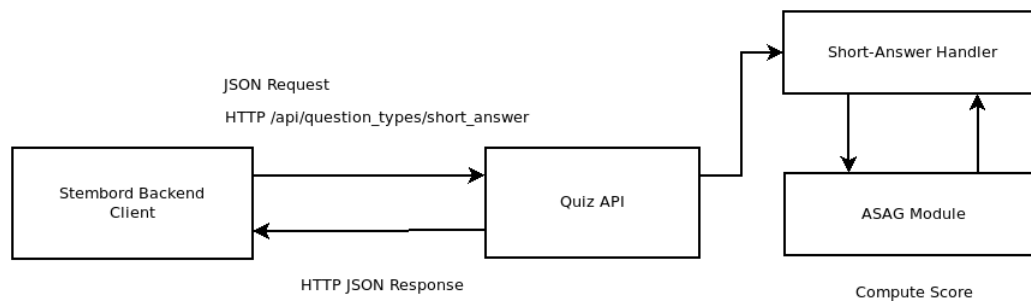 Short-Answer Handler
JSON Request
HTTP /api/question_types/short_answer
Stembord Backend
Client
Quiz API
ASAG Module
HTTP JSON Response
Compute Score